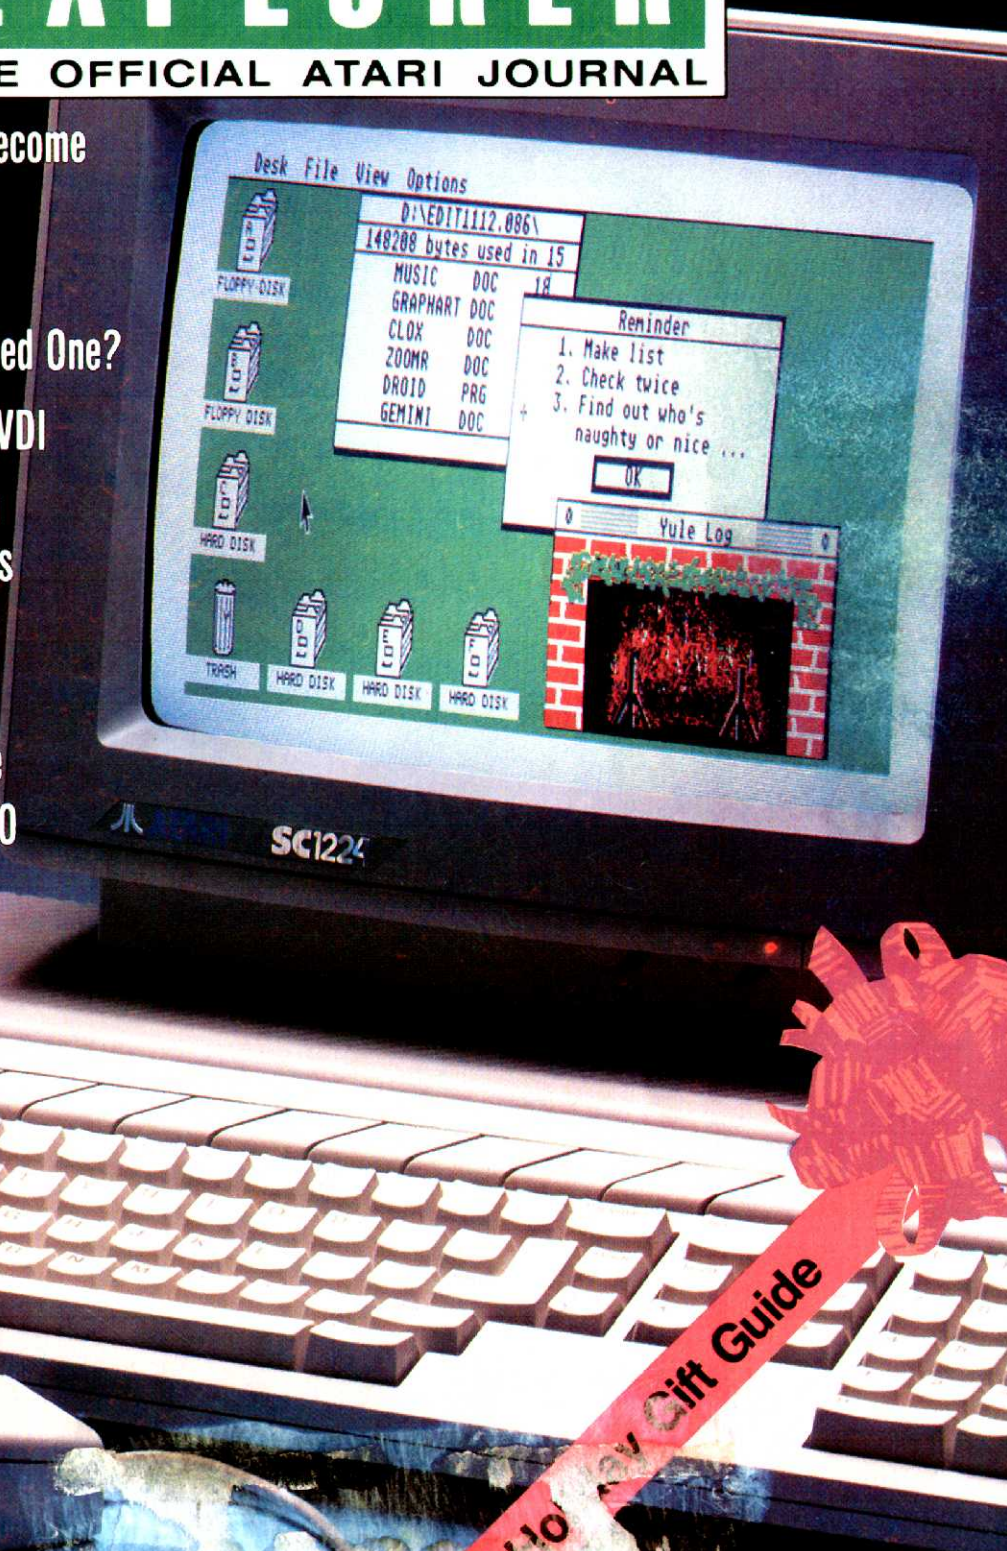 EXPLORER
E OFFICIAL ATARI JOURNAL
ecome
ed One?
VDI
s
e
0
Desk File View Options
D:\EDIT1112.086\
148208 bytes used in 15
MUSIC DOC 18
GRAPHART DOC
CLOX DOC
ZOOMR DOC
DROID PRG
GEMINI DOC
Reminder
1. Make list
2. Check twice
3. Find out who's
naughty or nice ...
OK
Yule Log
A
FLOPPY DISK
B
FLOPPY DISK
C
HARD DISK
TRASH
D
HARD DISK
E
HARD DISK
F
HARD DISK
SC1224
Holiday Gift Guide